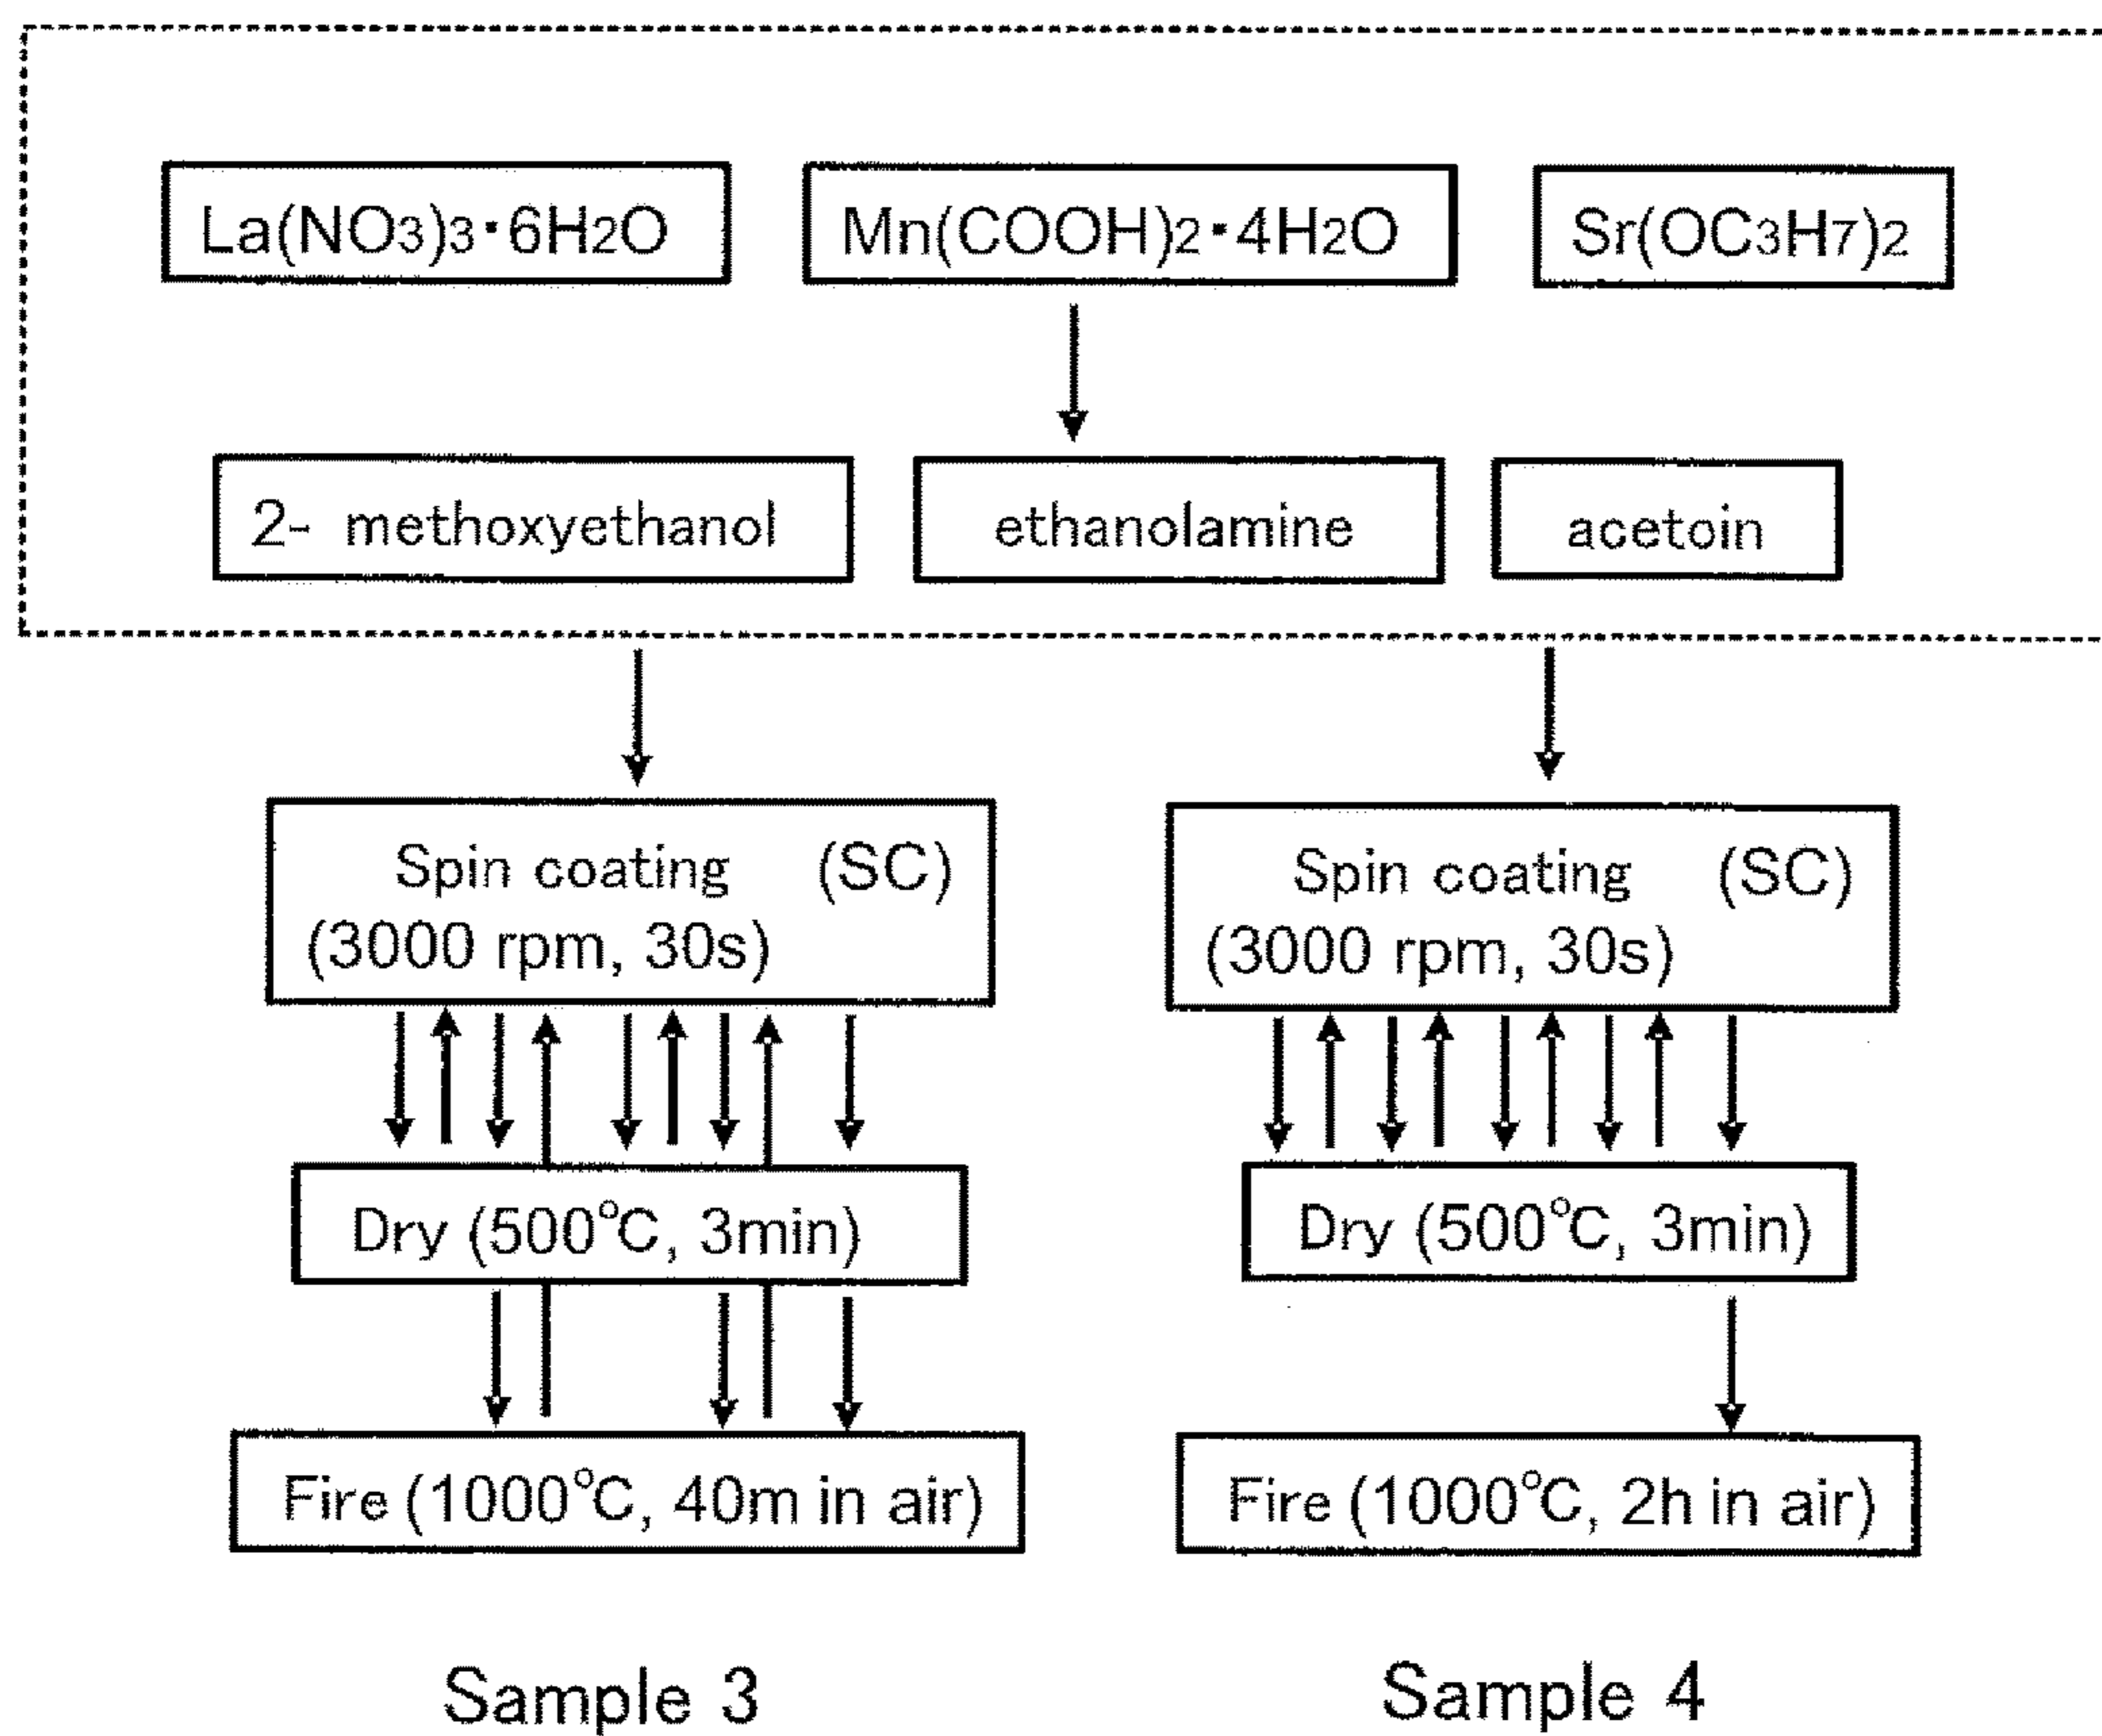 La(NO3)3・6H2O
Mn(COOH)2・4H2O
Sr(OC3H7)2
2- methoxyethanol
ethanolamine
acetoin
Spin coating (SC)
(3000 rpm, 30s)
Dry (500℃, 3min)
Fire (1000℃, 40m in air)
Sample 3
Spin coating (SC)
(3000 rpm, 30s)
Dry (500℃, 3min)
Fire (1000℃, 2h in air)
Sample 4